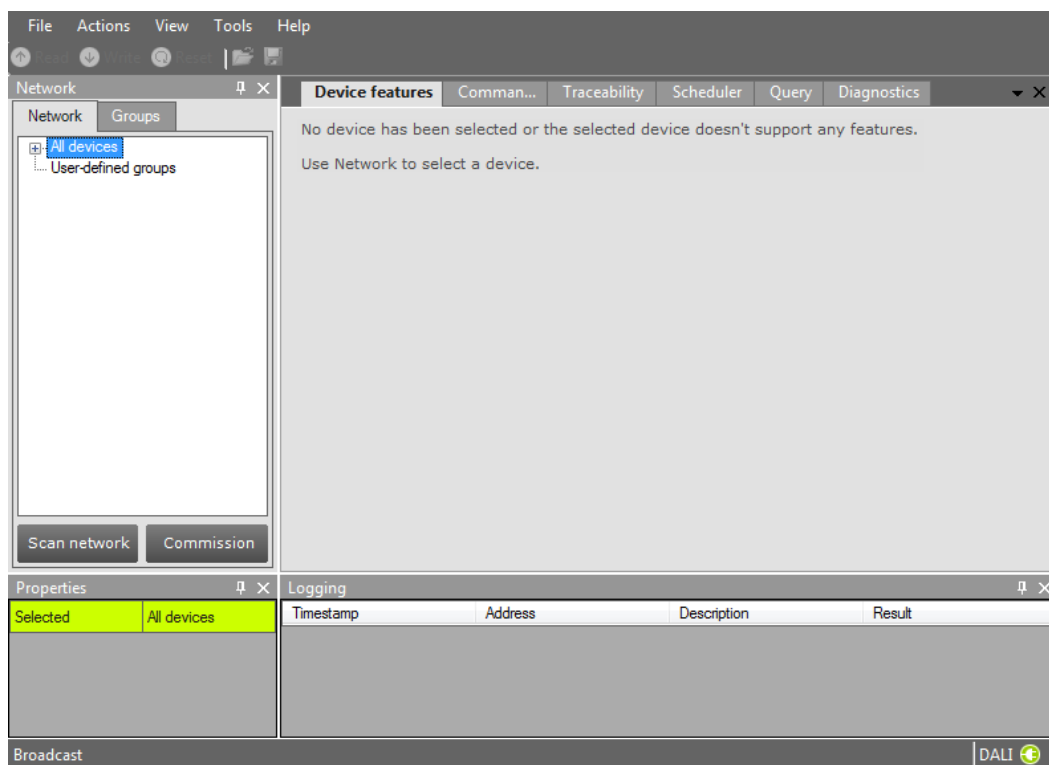 File Actions View Tools Help
Read Write Reset
Network
Network Groups
All devices
User-defined groups
Scan network Commission
Device features Comman... Traceability Scheduler Query Diagnostics
No device has been selected or the selected device doesn't support any features.
Use Network to select a device.
Properties
Selected All devices
Logging
Timestamp Address Description Result
Broadcast DALI